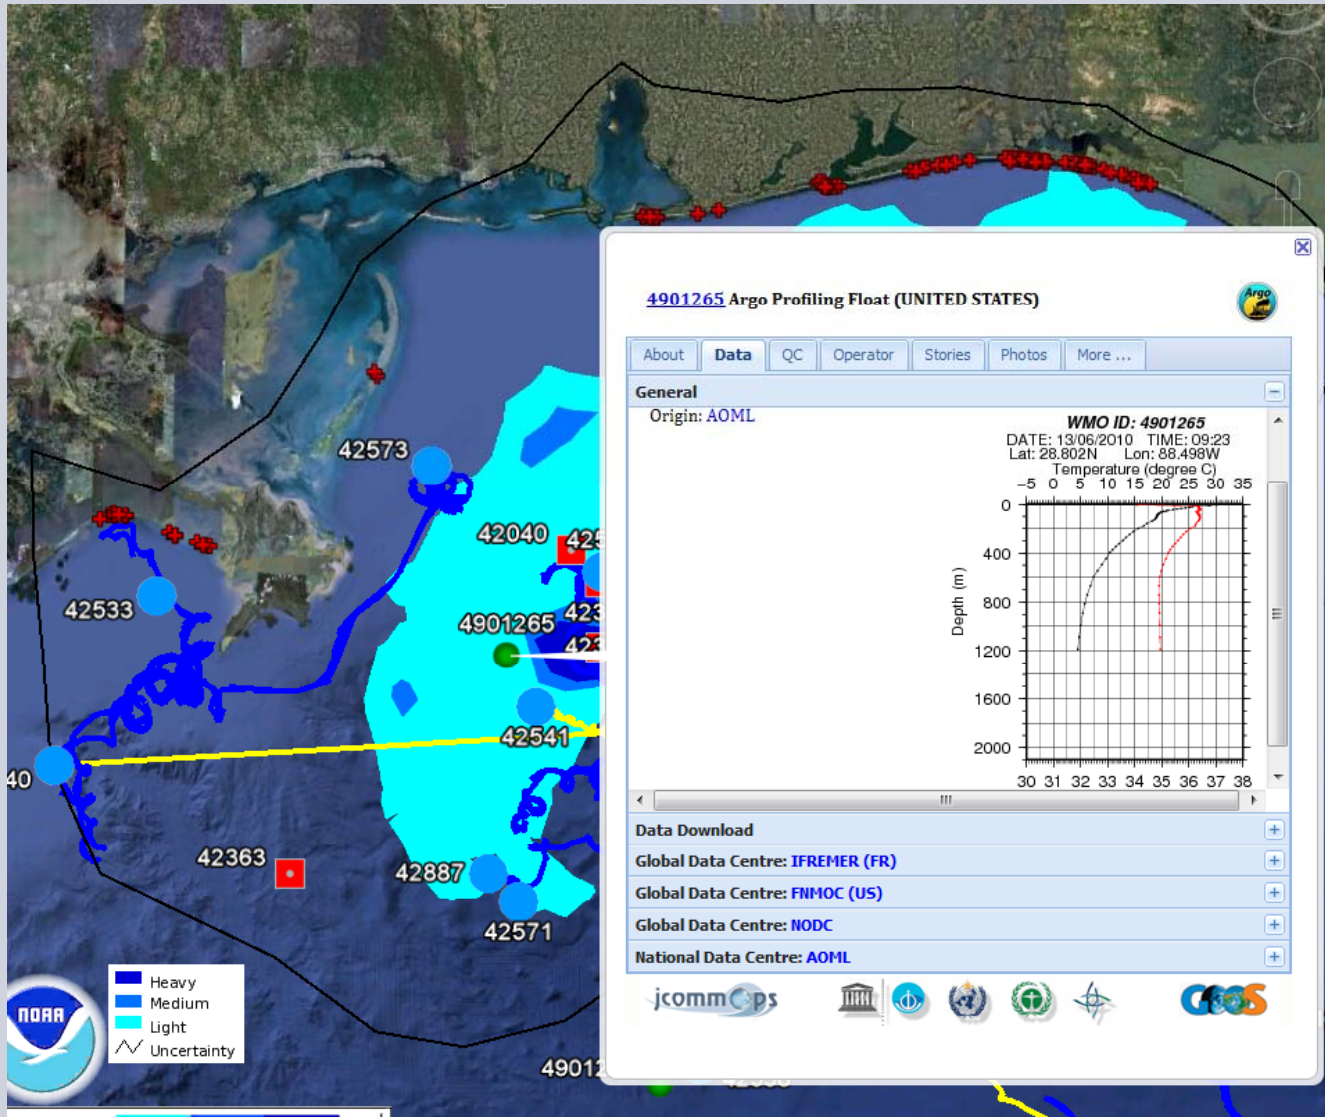 4901265 Argo Profiling Float (UNITED STATES)
Argo
About Data QC Operator Stories Photos More ...
General
Origin: AOML
WMO ID: 4901265
DATE: 13/06/2010 TIME: 09:23
Lat: 28.802N Lon: 88.498W
Temperature (degree C)
-5 0 5 10 15 20 25 30 35
0
400
800
1200
1600
2000
Depth (m)
30 31 32 33 34 35 36 37 38
Data Download
Global Data Centre: IFREMER (FR)
Global Data Centre: FNMOC (US)
Global Data Centre: NODC
National Data Centre: AOML
jcommops
GOOS
42573
42040
42533
4901265
42541
42363
42887
42571
NOAA
Heavy
Medium
Light
Uncertainty